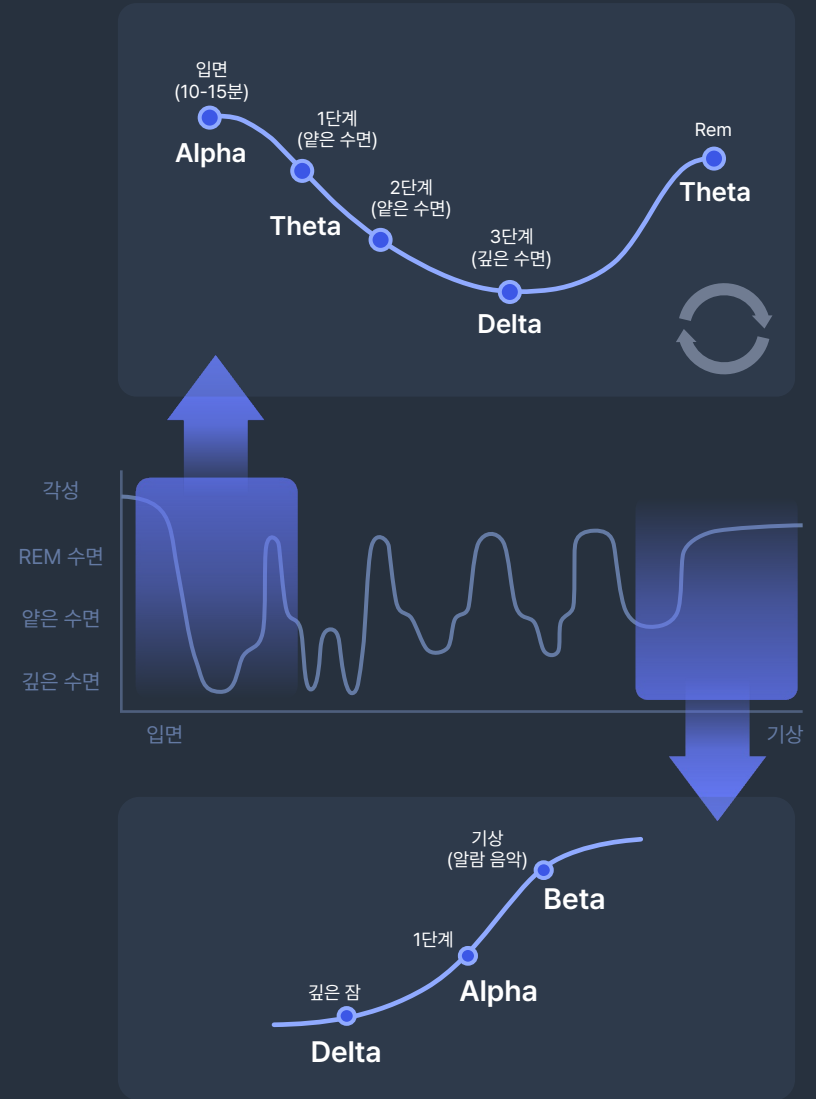 입면
(10-15분)
Alpha
1단계
(얕은 수면)
Theta
2단계
(얕은 수면)
3단계
(깊은 수면)
Delta
Rem
Theta
각성
REM 수면
얕은 수면
깊은 수면
입면
기상
기상
(알람 음악)
Beta
1단계
Alpha
깊은 잠
Delta